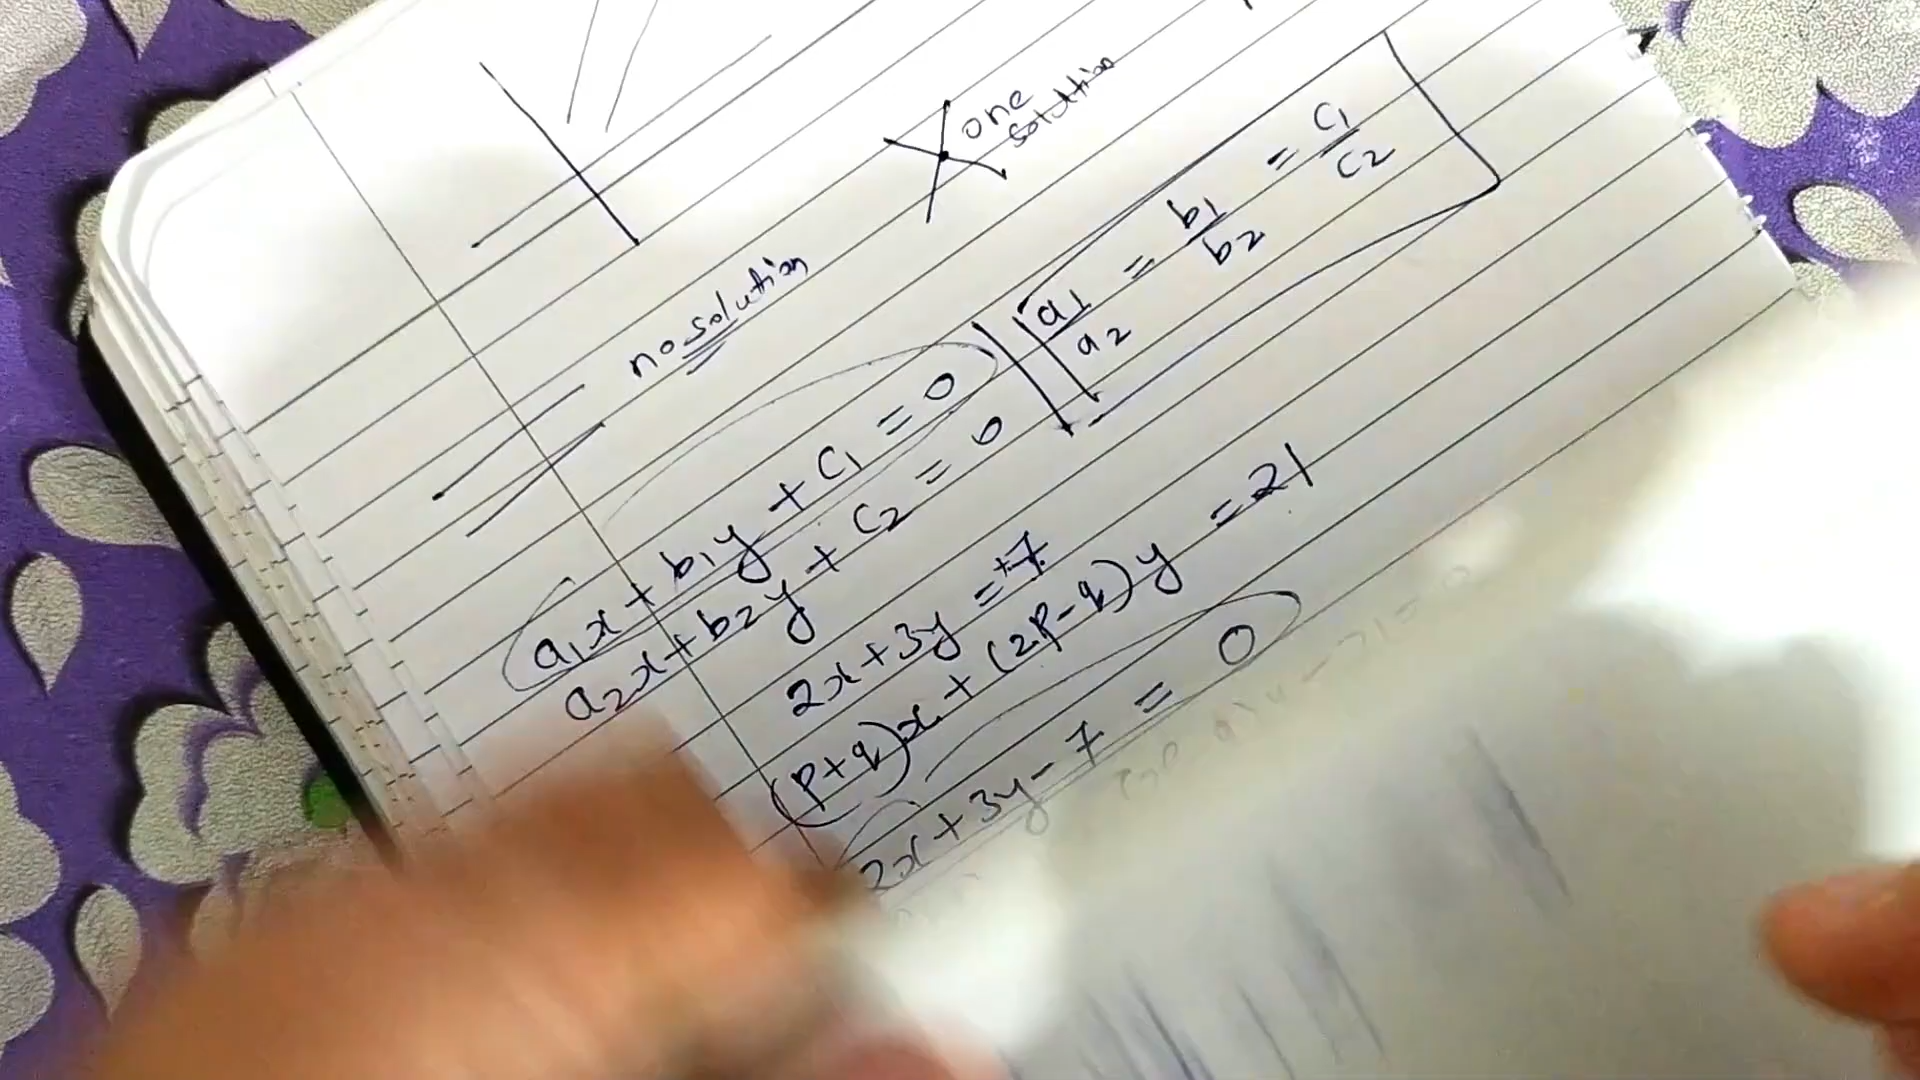 one
solution
no solution
a1x + b1y + C1 = 0
a2x + b2y + C2 = 0
a1/a2 = b1/b2 = C1/C2
2x + 3y = +7
(p+q)x + (2p-q)y = 21
2x + 3y - 7 = 0